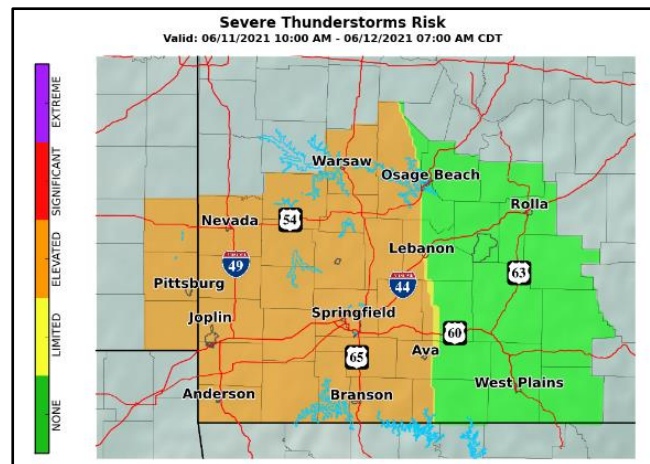 Severe Thunderstorms Risk
Valid: 06/11/2021 10:00 AM - 06/12/2021 07:00 AM CDT
EXTREME
SIGNIFICANT
ELEVATED
LIMITED
NONE
Warsaw
Osage Beach
Rolla
Nevada
54
Lebanon
49
44
63
Pittsburg
Joplin
Springfield
65
60
Ava
Anderson
Branson
West Plains